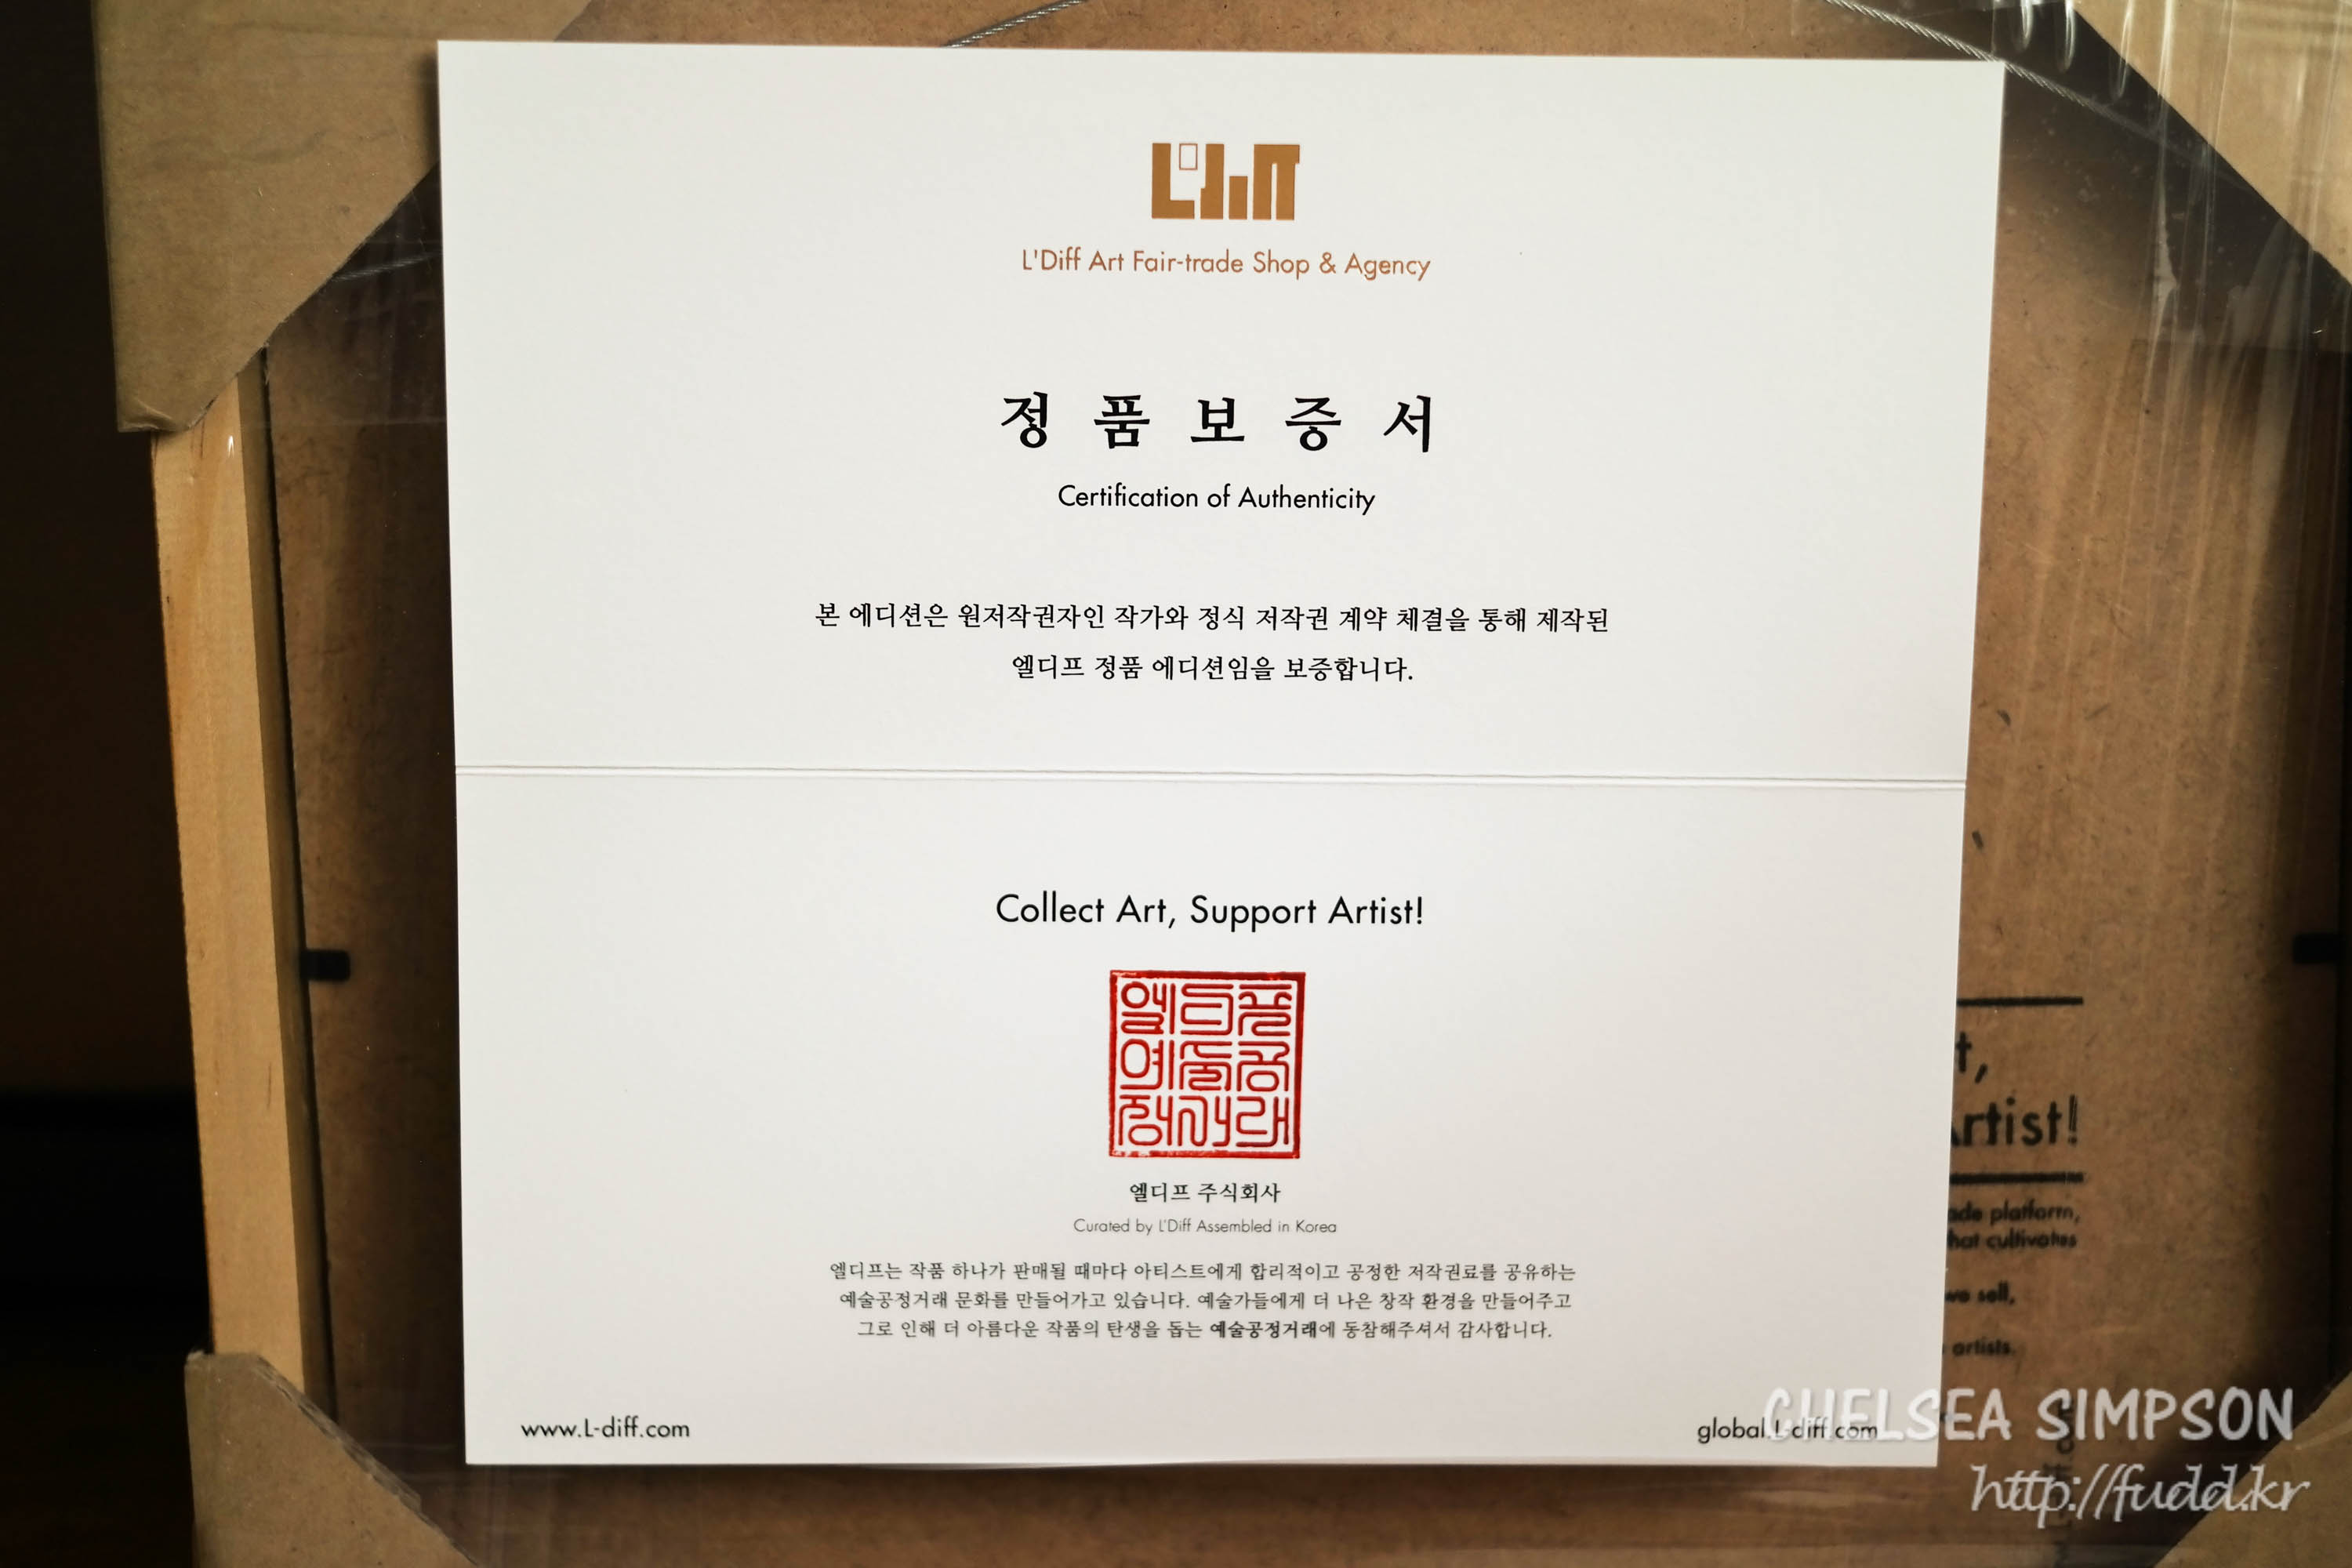 L'Diff
L'Diff Art Fair-trade Shop & Agency
정품보증서
Certification of Authenticity
본 에디션은 원저작권자인 작가와 정식 저작권 계약 체결을 통해 제작된
엘디프 정품 에디션임을 보증합니다.
Collect Art, Support Artist!
엘디프
예술공
정거래
엘디프 주식회사
Curated by L'Diff Assembled in Korea
엘디프는 작품 하나가 판매될 때마다 아티스트에게 합리적이고 공정한 저작권료를 공유하는
예술공정거래 문화를 만들어가고 있습니다. 예술가들에게 더 나은 창작 환경을 만들어주고
그로 인해 더 아름다운 작품의 탄생을 돕는 예술공정거래에 동참해주셔서 감사합니다.
www.L-diff.com
global.L-diff.com
t,
rtist!
ade platform,
hat cultivates
we sell,
artists.
CHELSEA SIMPSON
http://fudd.kr